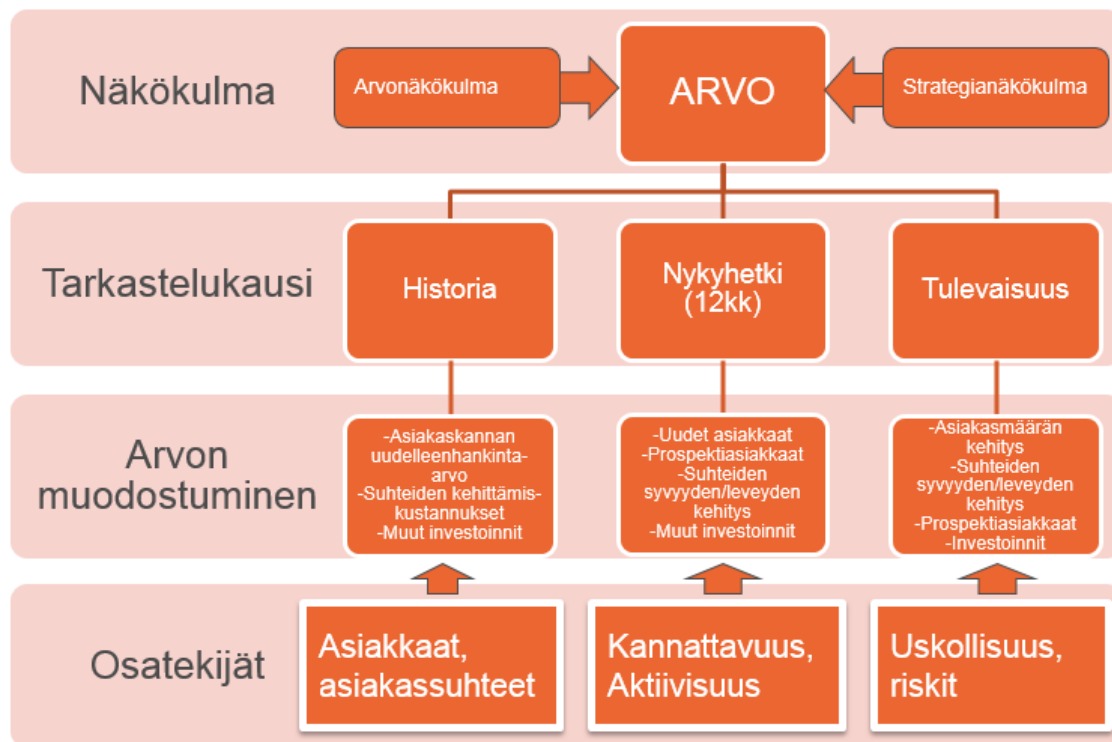 Näkökulma
Arvonäkökulma
ARVO
Strategianäkökulma
Tarkastelukausi
Historia
Nykyhetki
(12kk)
Tulevaisuus
Arvon
muodostuminen
-Asiakaskannan
uudelleenhankinta-
arvo
-Suhteiden kehittämis-
kustannukset
-Muut investoinnit
-Uudet asiakkaat
-Prospektiasiakkaat
-Suhteiden
syvyyden/leveyden
kehitys
-Muut investoinnit
-Asiakasmäärän
kehitys
-Suhteiden
syvyyden/leveyden
kehitys
-Prospektiasiakkaat
-Investoinnit
Osatekijät
Asiakkaat,
asiakassuhteet
Kannattavuus,
Aktiivisuus
Uskollisuus,
riskit